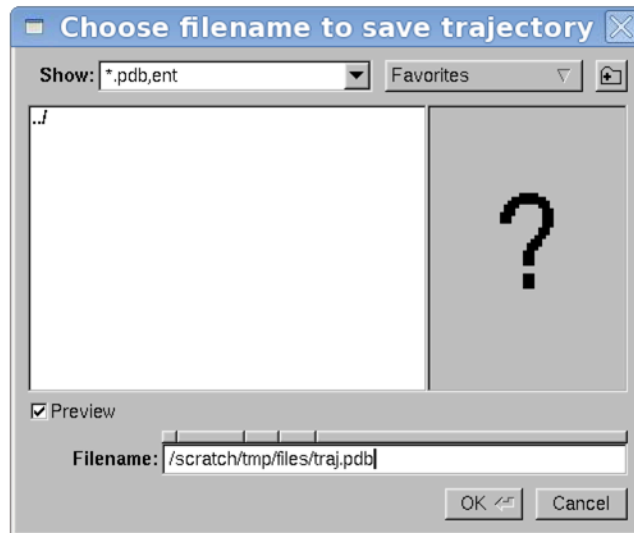 Choose filename to save trajectory
Show: *.pdb,ent Favorites
../
?
Preview
Filename: /scratch/tmp/files/traj.pdb
OK Cancel